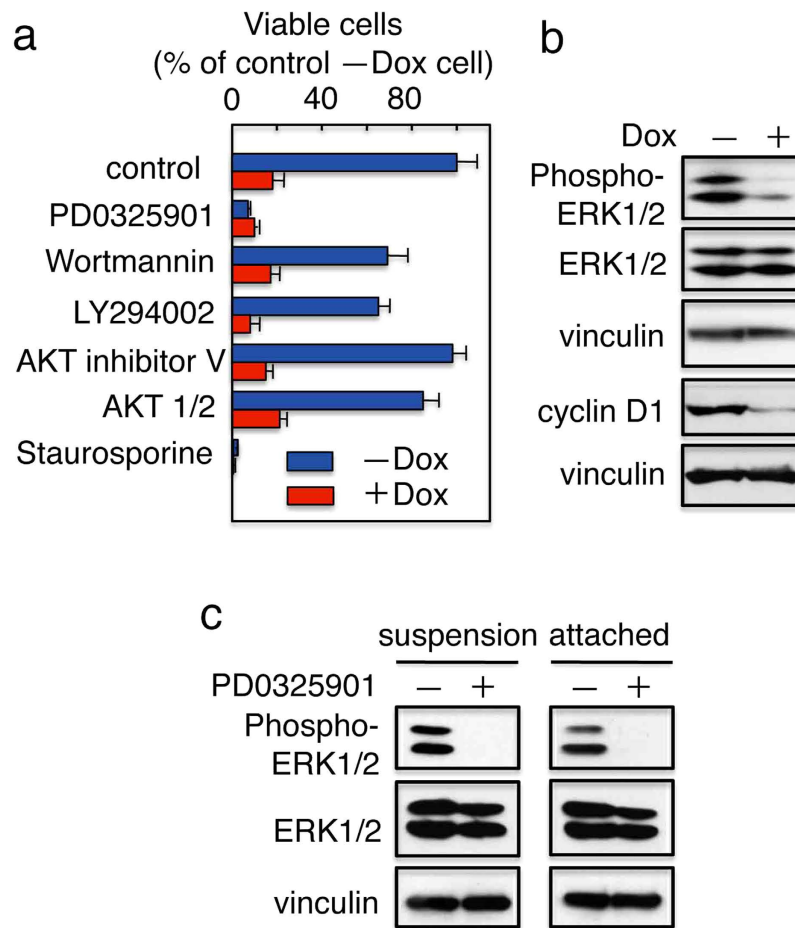 a
Viable cells
(% of control –Dox cell)
0 40 80
control
PD0325901
Wortmannin
LY294002
AKT inhibitor V
AKT 1/2
Staurosporine
–Dox
+Dox
b
Dox – +
Phospho-
ERK1/2
ERK1/2
vinculin
cyclin D1
vinculin
c
suspension attached
PD0325901 – + – +
Phospho-
ERK1/2
ERK1/2
vinculin